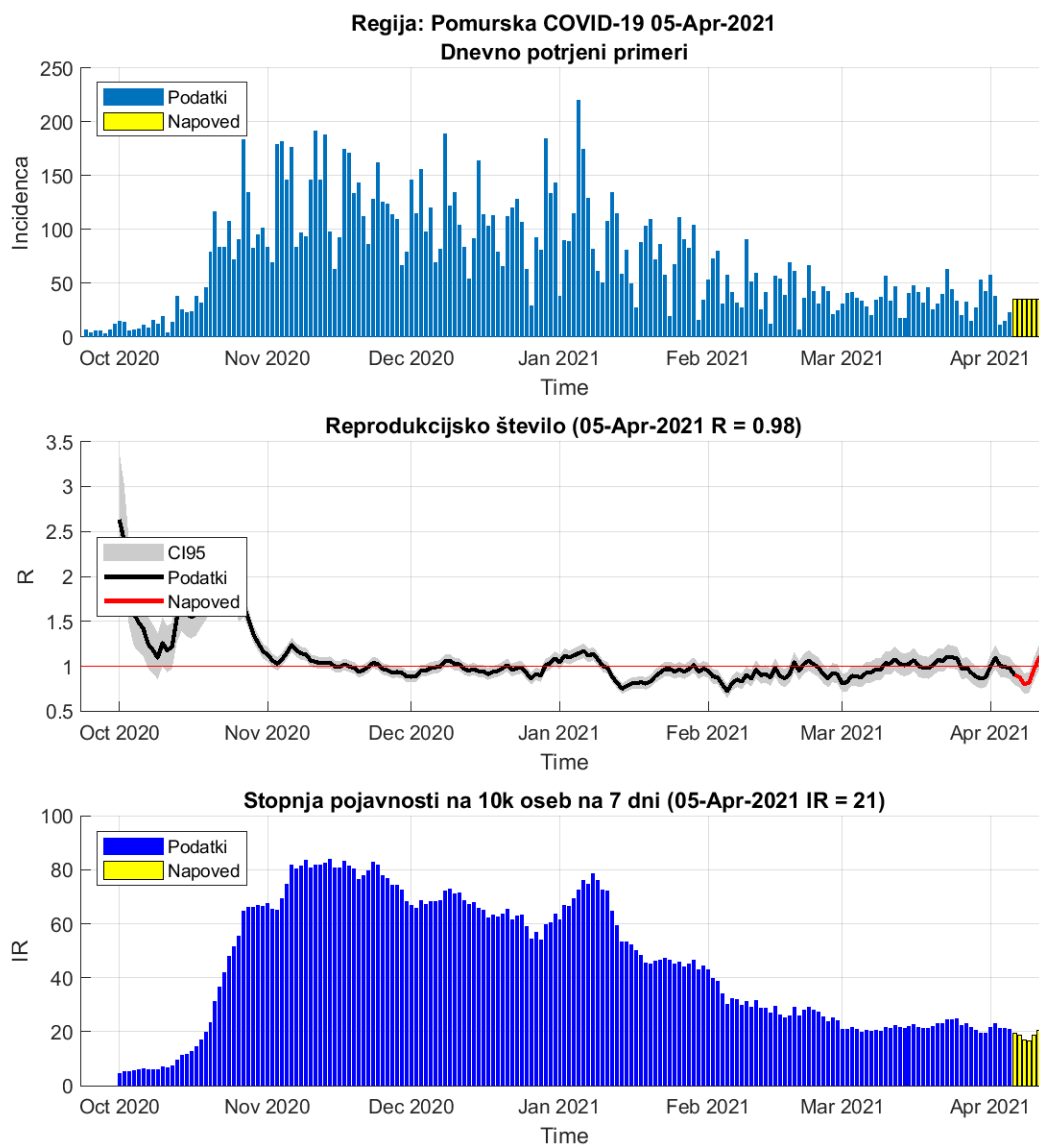 Regija: Pomurska COVID-19 05-Apr-2021
Dnevno potrjeni primeri
250
200
150
100
50
0
Incidenca
Podatki
Napoved
Oct 2020 Nov 2020 Dec 2020 Jan 2021 Feb 2021 Mar 2021 Apr 2021
Time
Reprodukcijsko število (05-Apr-2021 R = 0.98)
3.5
3
2.5
2
1.5
1
0.5
R
CI95
Podatki
Napoved
Oct 2020 Nov 2020 Dec 2020 Jan 2021 Feb 2021 Mar 2021 Apr 2021
Time
Stopnja pojavnosti na 10k oseb na 7 dni (05-Apr-2021 IR = 21)
100
80
60
40
20
0
IR
Podatki
Napoved
Oct 2020 Nov 2020 Dec 2020 Jan 2021 Feb 2021 Mar 2021 Apr 2021
Time